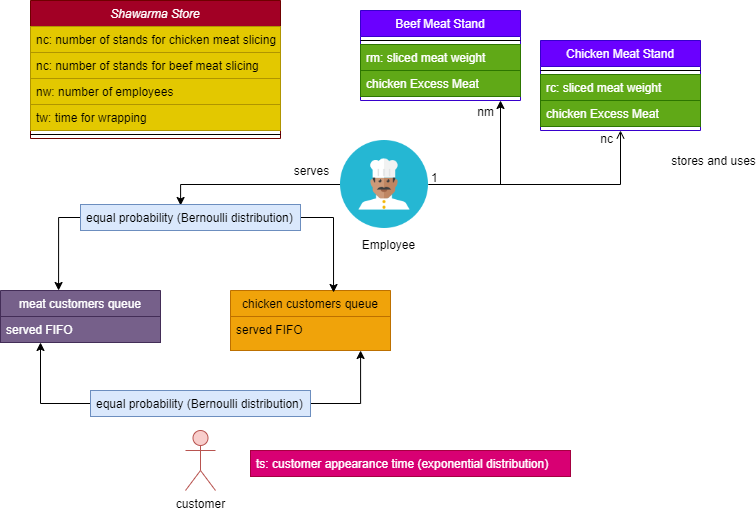 Shawarma Store
nc: number of stands for chicken meat slicing
nc: number of stands for beef meat slicing
nw: number of employees
tw: time for wrapping
Beef Meat Stand
rm: sliced meat weight
chicken Excess Meat
Chicken Meat Stand
rc: sliced meat weight
chicken Excess Meat
nm
nc
stores and uses
serves
1
Employee
equal probability (Bernoulli distribution)
meat customers queue
served FIFO
chicken customers queue
served FIFO
equal probability (Bernoulli distribution)
ts: customer appearance time (exponential distribution)
customer